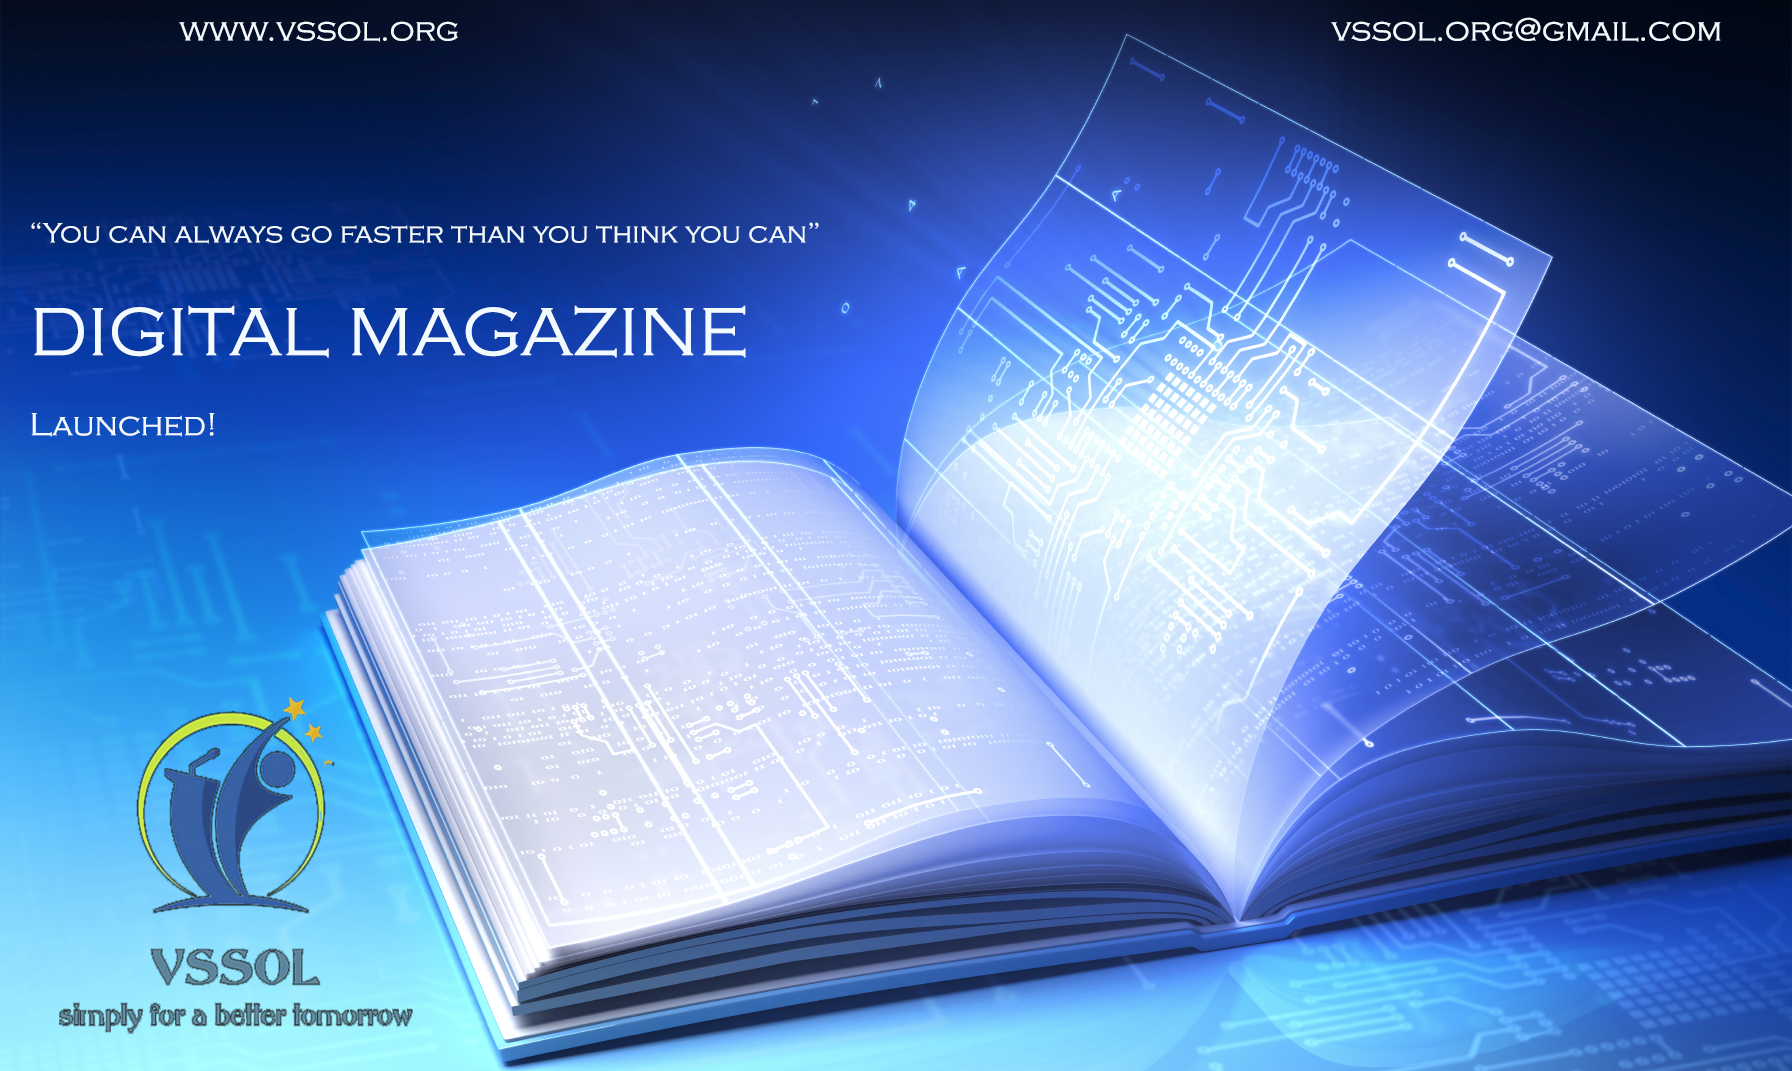 WWW.VSSOL.ORG
VSSOL.ORG@GMAIL.COM
“You can always go faster than you think you can”
DIGITAL MAGAZINE
Launched!
VSSOL
simply for a better tomorrow